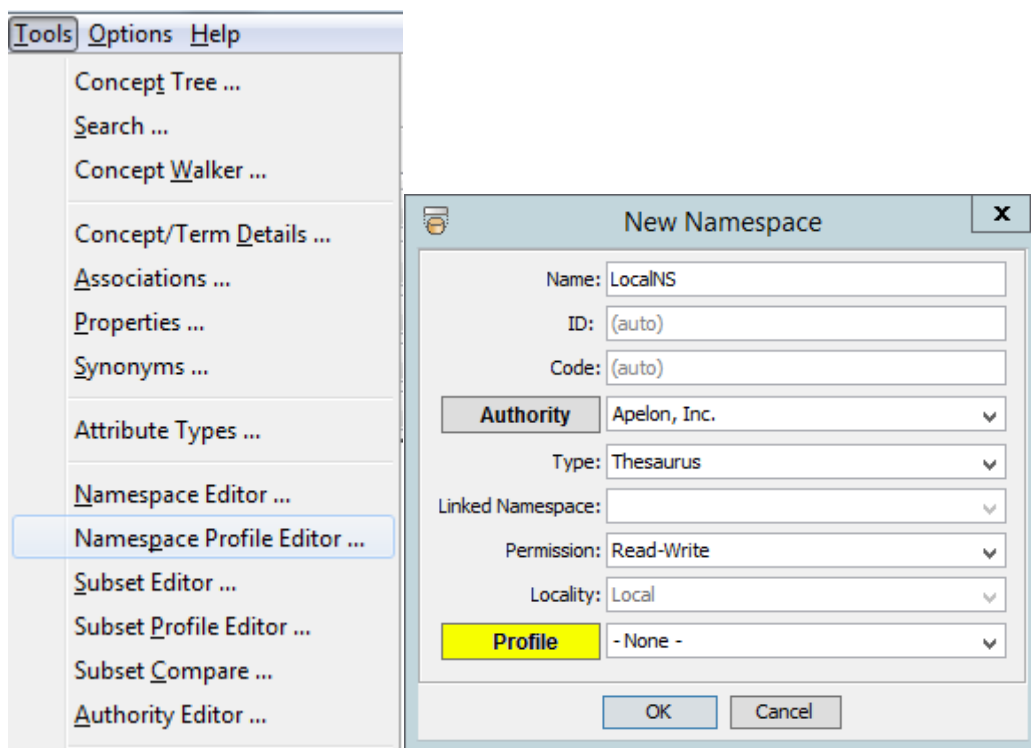 Tools Options Help
Concept Tree ...
Search ...
Concept Walker ...
Concept/Term Details ...
Associations ...
Properties ...
Synonyms ...
Attribute Types ...
Namespace Editor ...
Namespace Profile Editor ...
Subset Editor ...
Subset Profile Editor ...
Subset Compare ...
Authority Editor ...
New Namespace x
Name: LocalNS
ID: (auto)
Code: (auto)
Authority Apelon, Inc.
Type: Thesaurus
Linked Namespace:
Permission: Read-Write
Locality: Local
Profile - None -
OK Cancel